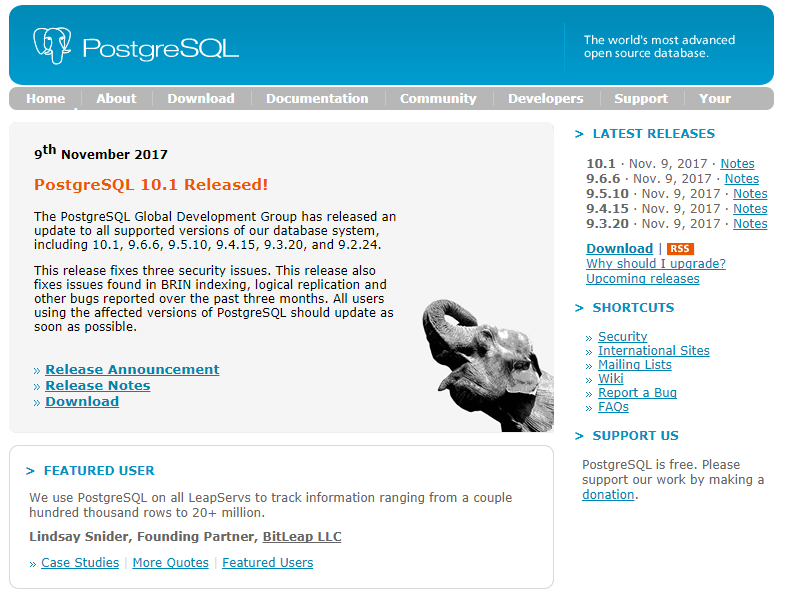 PostgreSQL
The world's most advanced
open source database.
Home About Download Documentation Community Developers Support Your
9th November 2017
PostgreSQL 10.1 Released!
The PostgreSQL Global Development Group has released an
update to all supported versions of our database system,
including 10.1, 9.6.6, 9.5.10, 9.4.15, 9.3.20, and 9.2.24.
This release fixes three security issues. This release also
fixes issues found in BRIN indexing, logical replication and
other bugs reported over the past three months. All users
using the affected versions of PostgreSQL should update as
soon as possible.
» Release Announcement
» Release Notes
» Download
> FEATURED USER
We use PostgreSQL on all LeapServs to track information ranging from a couple
hundred thousand rows to 20+ million.
Lindsay Snider, Founding Partner, BitLeap LLC
» Case Studies | More Quotes | Featured Users
> LATEST RELEASES
10.1 · Nov. 9, 2017 · Notes
9.6.6 · Nov. 9, 2017 · Notes
9.5.10 · Nov. 9, 2017 · Notes
9.4.15 · Nov. 9, 2017 · Notes
9.3.20 · Nov. 9, 2017 · Notes
Download | RSS
Why should I upgrade?
Upcoming releases
> SHORTCUTS
» Security
» International Sites
» Mailing Lists
» Wiki
» Report a Bug
» FAQs
> SUPPORT US
PostgreSQL is free. Please
support our work by making a
donation.